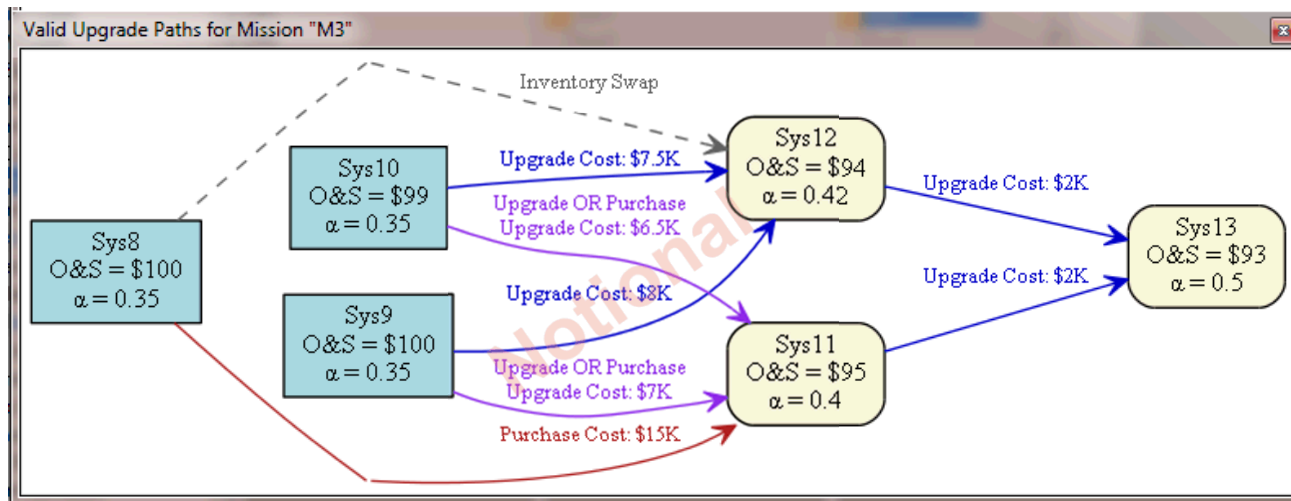 Valid Upgrade Paths for Mission "M3"
Inventory Swap
Sys12
O&S = $94
α = 0.42
Upgrade Cost: $7.5K
Sys10
O&S = $99
α = 0.35
Upgrade Cost: $2K
Upgrade OR Purchase
Upgrade Cost: $6.5K
Sys13
O&S = $93
α = 0.5
Sys8
O&S = $100
α = 0.35
Notional
Upgrade Cost: $8K
Upgrade Cost: $2K
Sys9
O&S = $100
α = 0.35
Sys11
O&S = $95
α = 0.4
Upgrade OR Purchase
Upgrade Cost: $7K
Purchase Cost: $15K